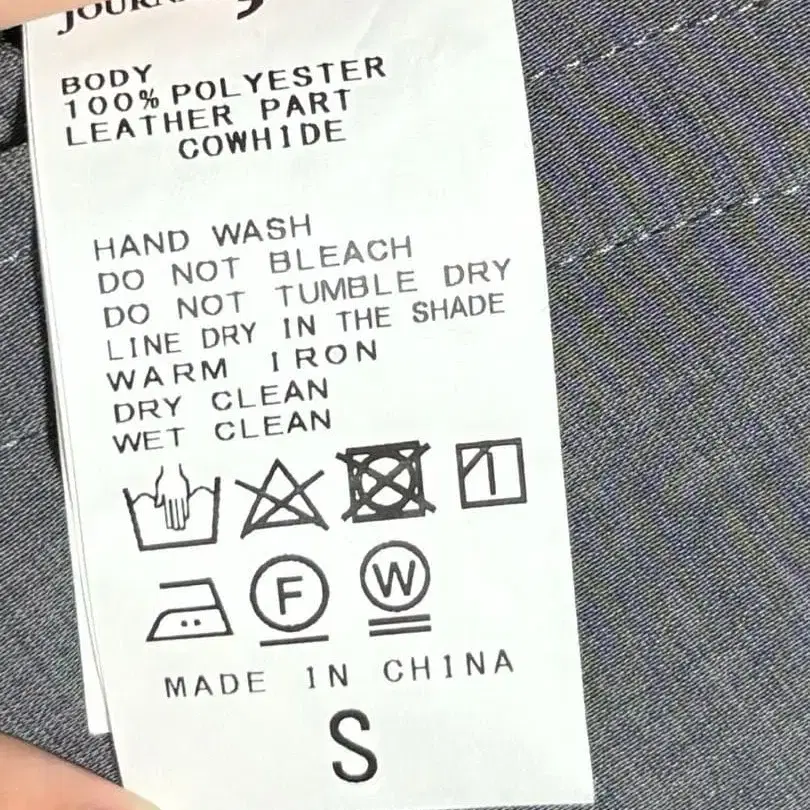 BODY
100% POLYESTER
LEATHER PART
COWHIDE
HAND WASH
DO NOT BLEACH
DO NOT TUMBLE DRY
LINE DRY IN THE SHADE
WARM IRON
DRY CLEAN
WET CLEAN
F W
MADE IN CHINA
S